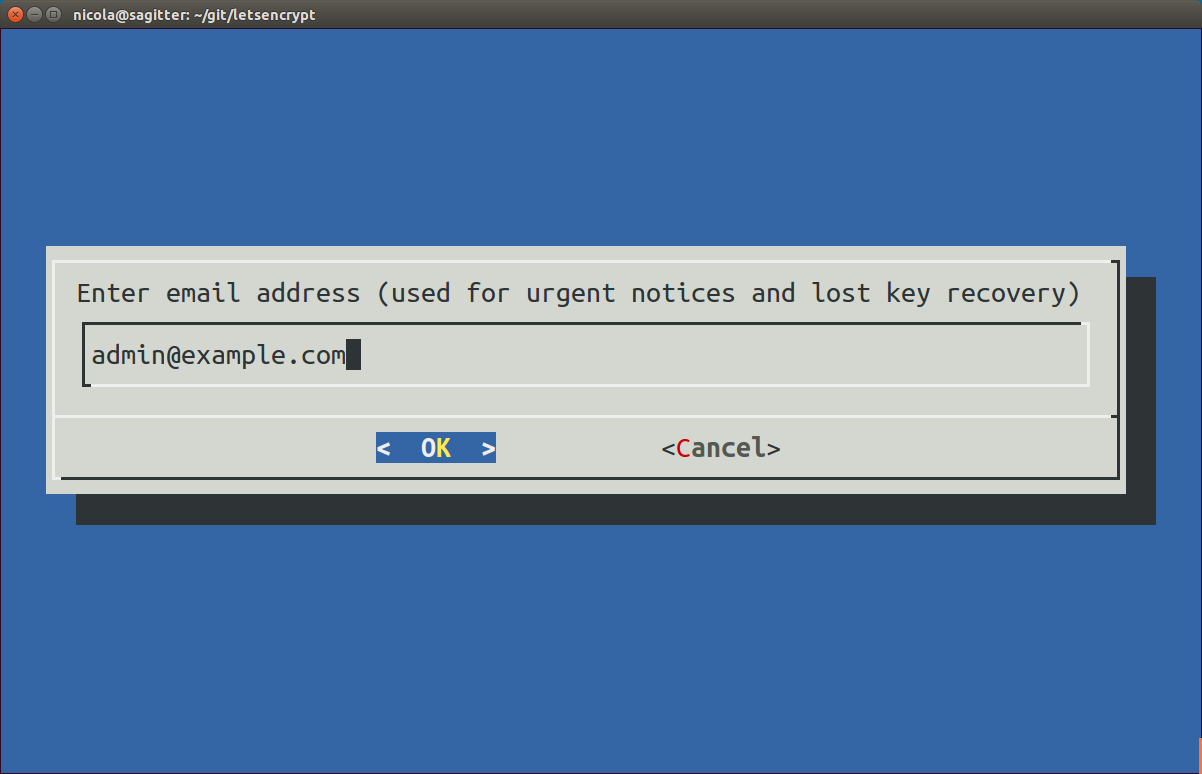 nicola@sagitter: ~/git/letsencrypt
Enter email address (used for urgent notices and lost key recovery)
admin@example.com
<  OK  > <Cancel>